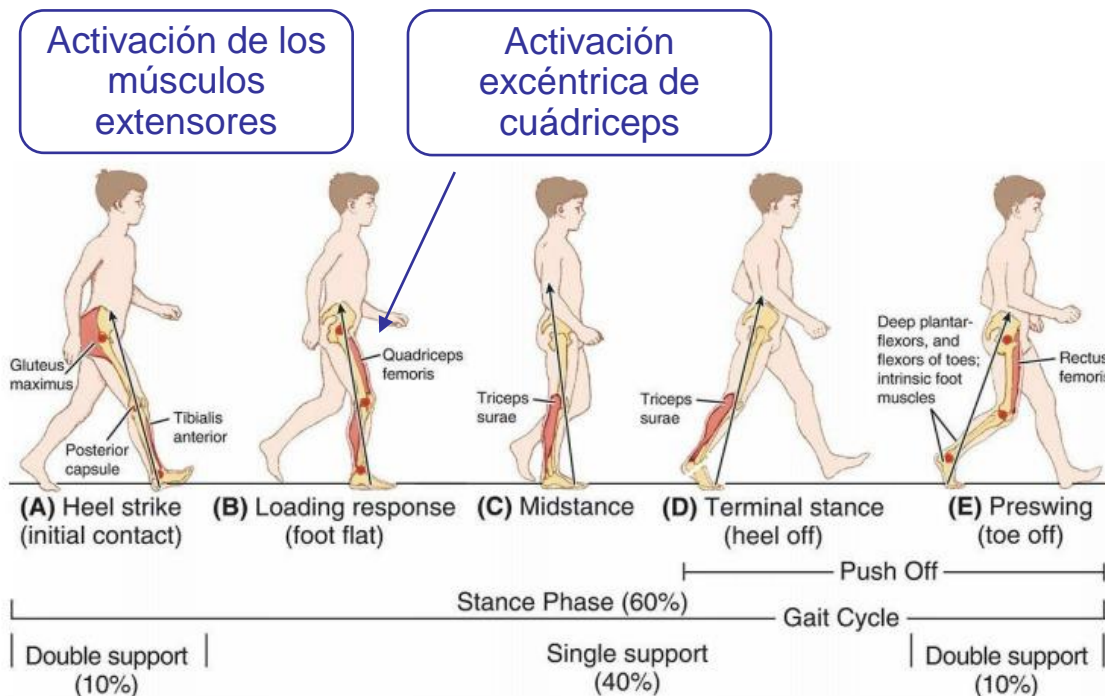 Activación de los
músculos
extensores
Activación
excéntrica de
cuádriceps
Gluteus
maximus
Posterior
capsule
Tibialis
anterior
Quadriceps
femoris
Triceps
surae
Triceps
surae
Deep plantar-
flexors, and
flexors of toes;
intrinsic foot
muscles
Rectus
femoris
(A) Heel strike
(initial contact)
(B) Loading response
(foot flat)
(C) Midstance
(D) Terminal stance
(heel off)
(E) Preswing
(toe off)
Push Off
Stance Phase (60%)
Gait Cycle
Double support
(10%)
Single support
(40%)
Double support
(10%)